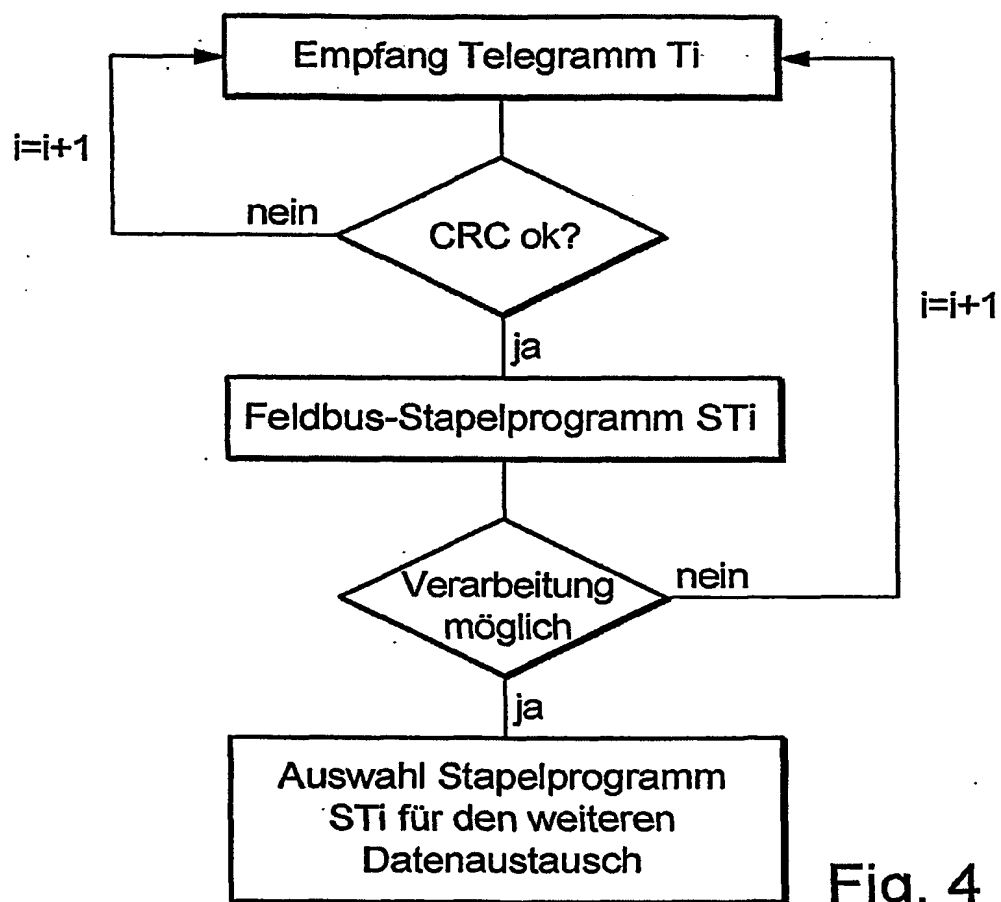 Empfang Telegramm Ti
i=i+1
nein
CRC ok?
i=i+1
ja
Feldbus-Stapelprogramm STi
Verarbeitung
möglich
nein
ja
Auswahl Stapelprogramm
STi für den weiteren
Datenaustausch
Fig. 4